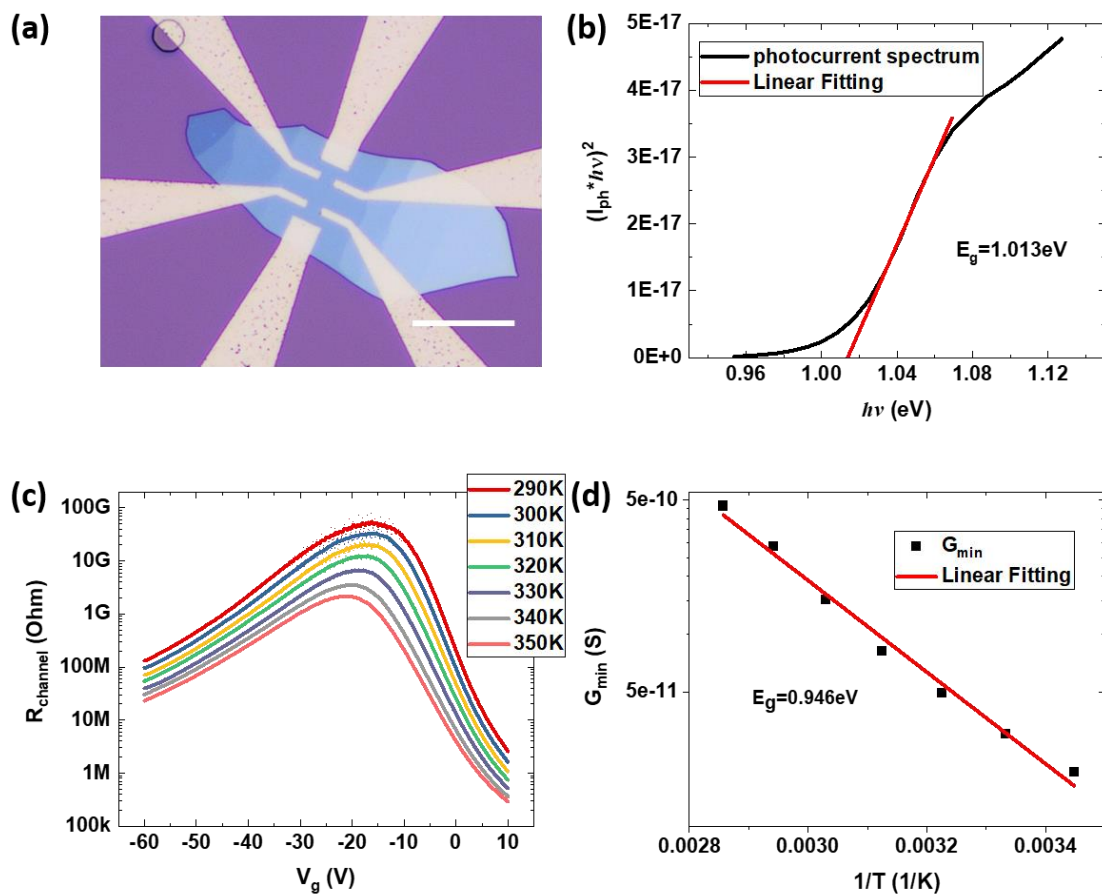 (a)
(b)
5E-17
4E-17
3E-17
2E-17
1E-17
0E+0
(I_ph*hν)²
photocurrent spectrum
Linear Fitting
E_g=1.013eV
0.96 1.00 1.04 1.08 1.12
hν (eV)
(c)
100G
10G
1G
100M
10M
1M
100k
R_channel (Ohm)
290K
300K
310K
320K
330K
340K
350K
-60 -50 -40 -30 -20 -10 0 10
V_g (V)
(d)
5E-10
5E-11
G_min (S)
G_min
Linear Fitting
E_g=0.946eV
0.0028 0.0030 0.0032 0.0034
1/T (1/K)